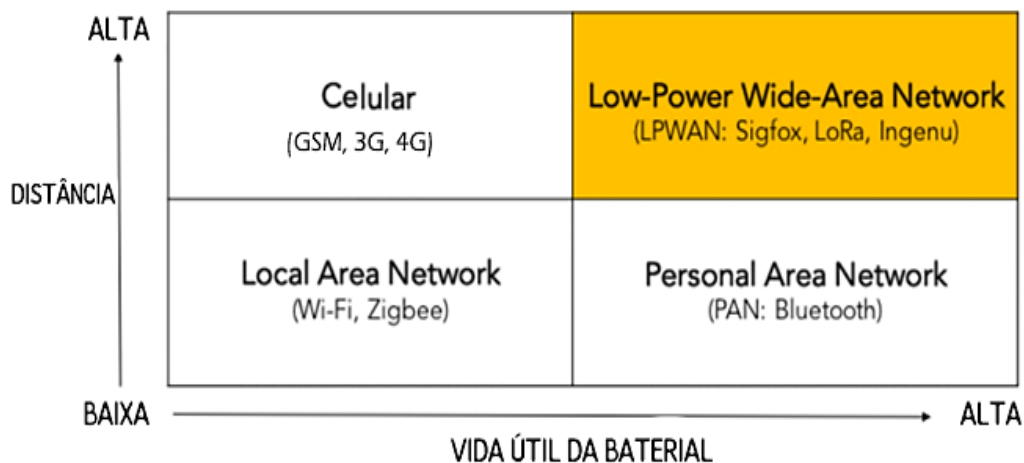 ALTA
Celular
(GSM, 3G, 4G)
Low-Power Wide-Area Network
(LPWAN: Sigfox, LoRa, Ingenu)
DISTÂNCIA
Local Area Network
(Wi-Fi, Zigbee)
Personal Area Network
(PAN: Bluetooth)
BAIXA
ALTA
VIDA ÚTIL DA BATERIAL